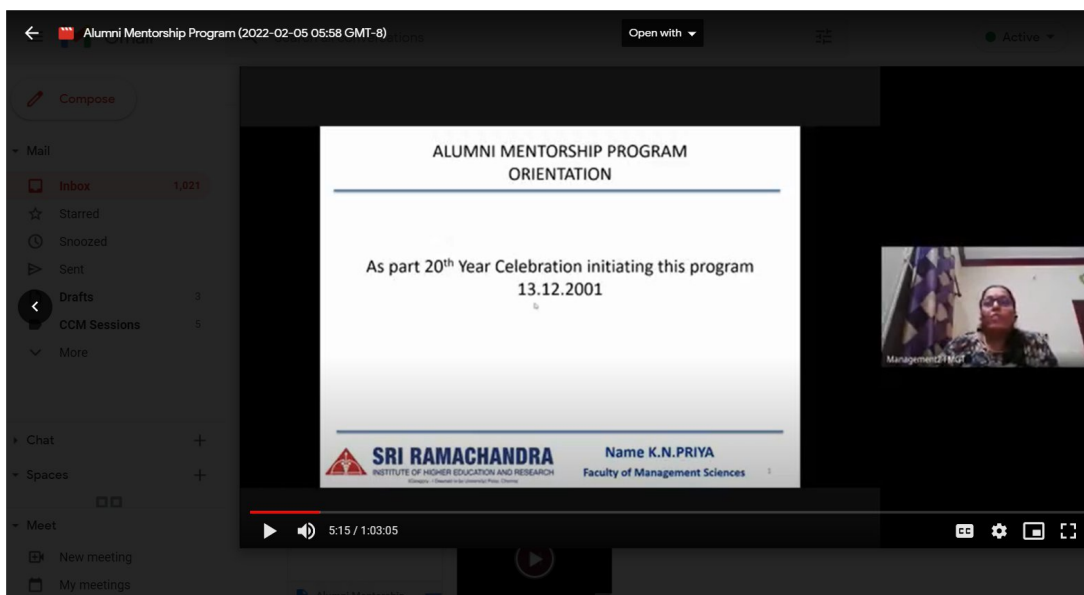 Alumni Mentorship Program (2022-02-05 05:58 GMT-8)
Open with
Active
Compose
Mail
Inbox 1,021
Starred
Snoozed
Sent
Drafts 3
CCM Sessions 5
More
Chat
Spaces
Meet
New meeting
My meetings
ALUMNI MENTORSHIP PROGRAM
ORIENTATION
As part 20th Year Celebration initiating this program
13.12.2001
SRI RAMACHANDRA
INSTITUTE OF HIGHER EDUCATION AND RESEARCH
Name K.N.PRIYA
Faculty of Management Sciences
5:15 / 1:03:05
CC
Alumni Mentorship